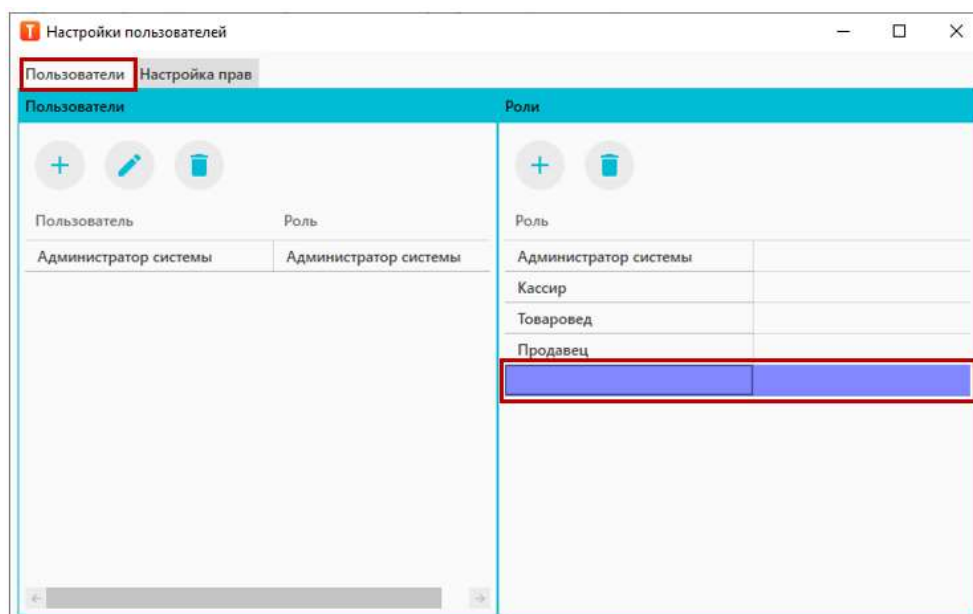 T Настройки пользователей
Пользователи Настройка прав
Пользователи
Пользователь Роль
Администратор системы Администратор системы
Роли
Роль
Администратор системы
Кассир
Товаровед
Продавец